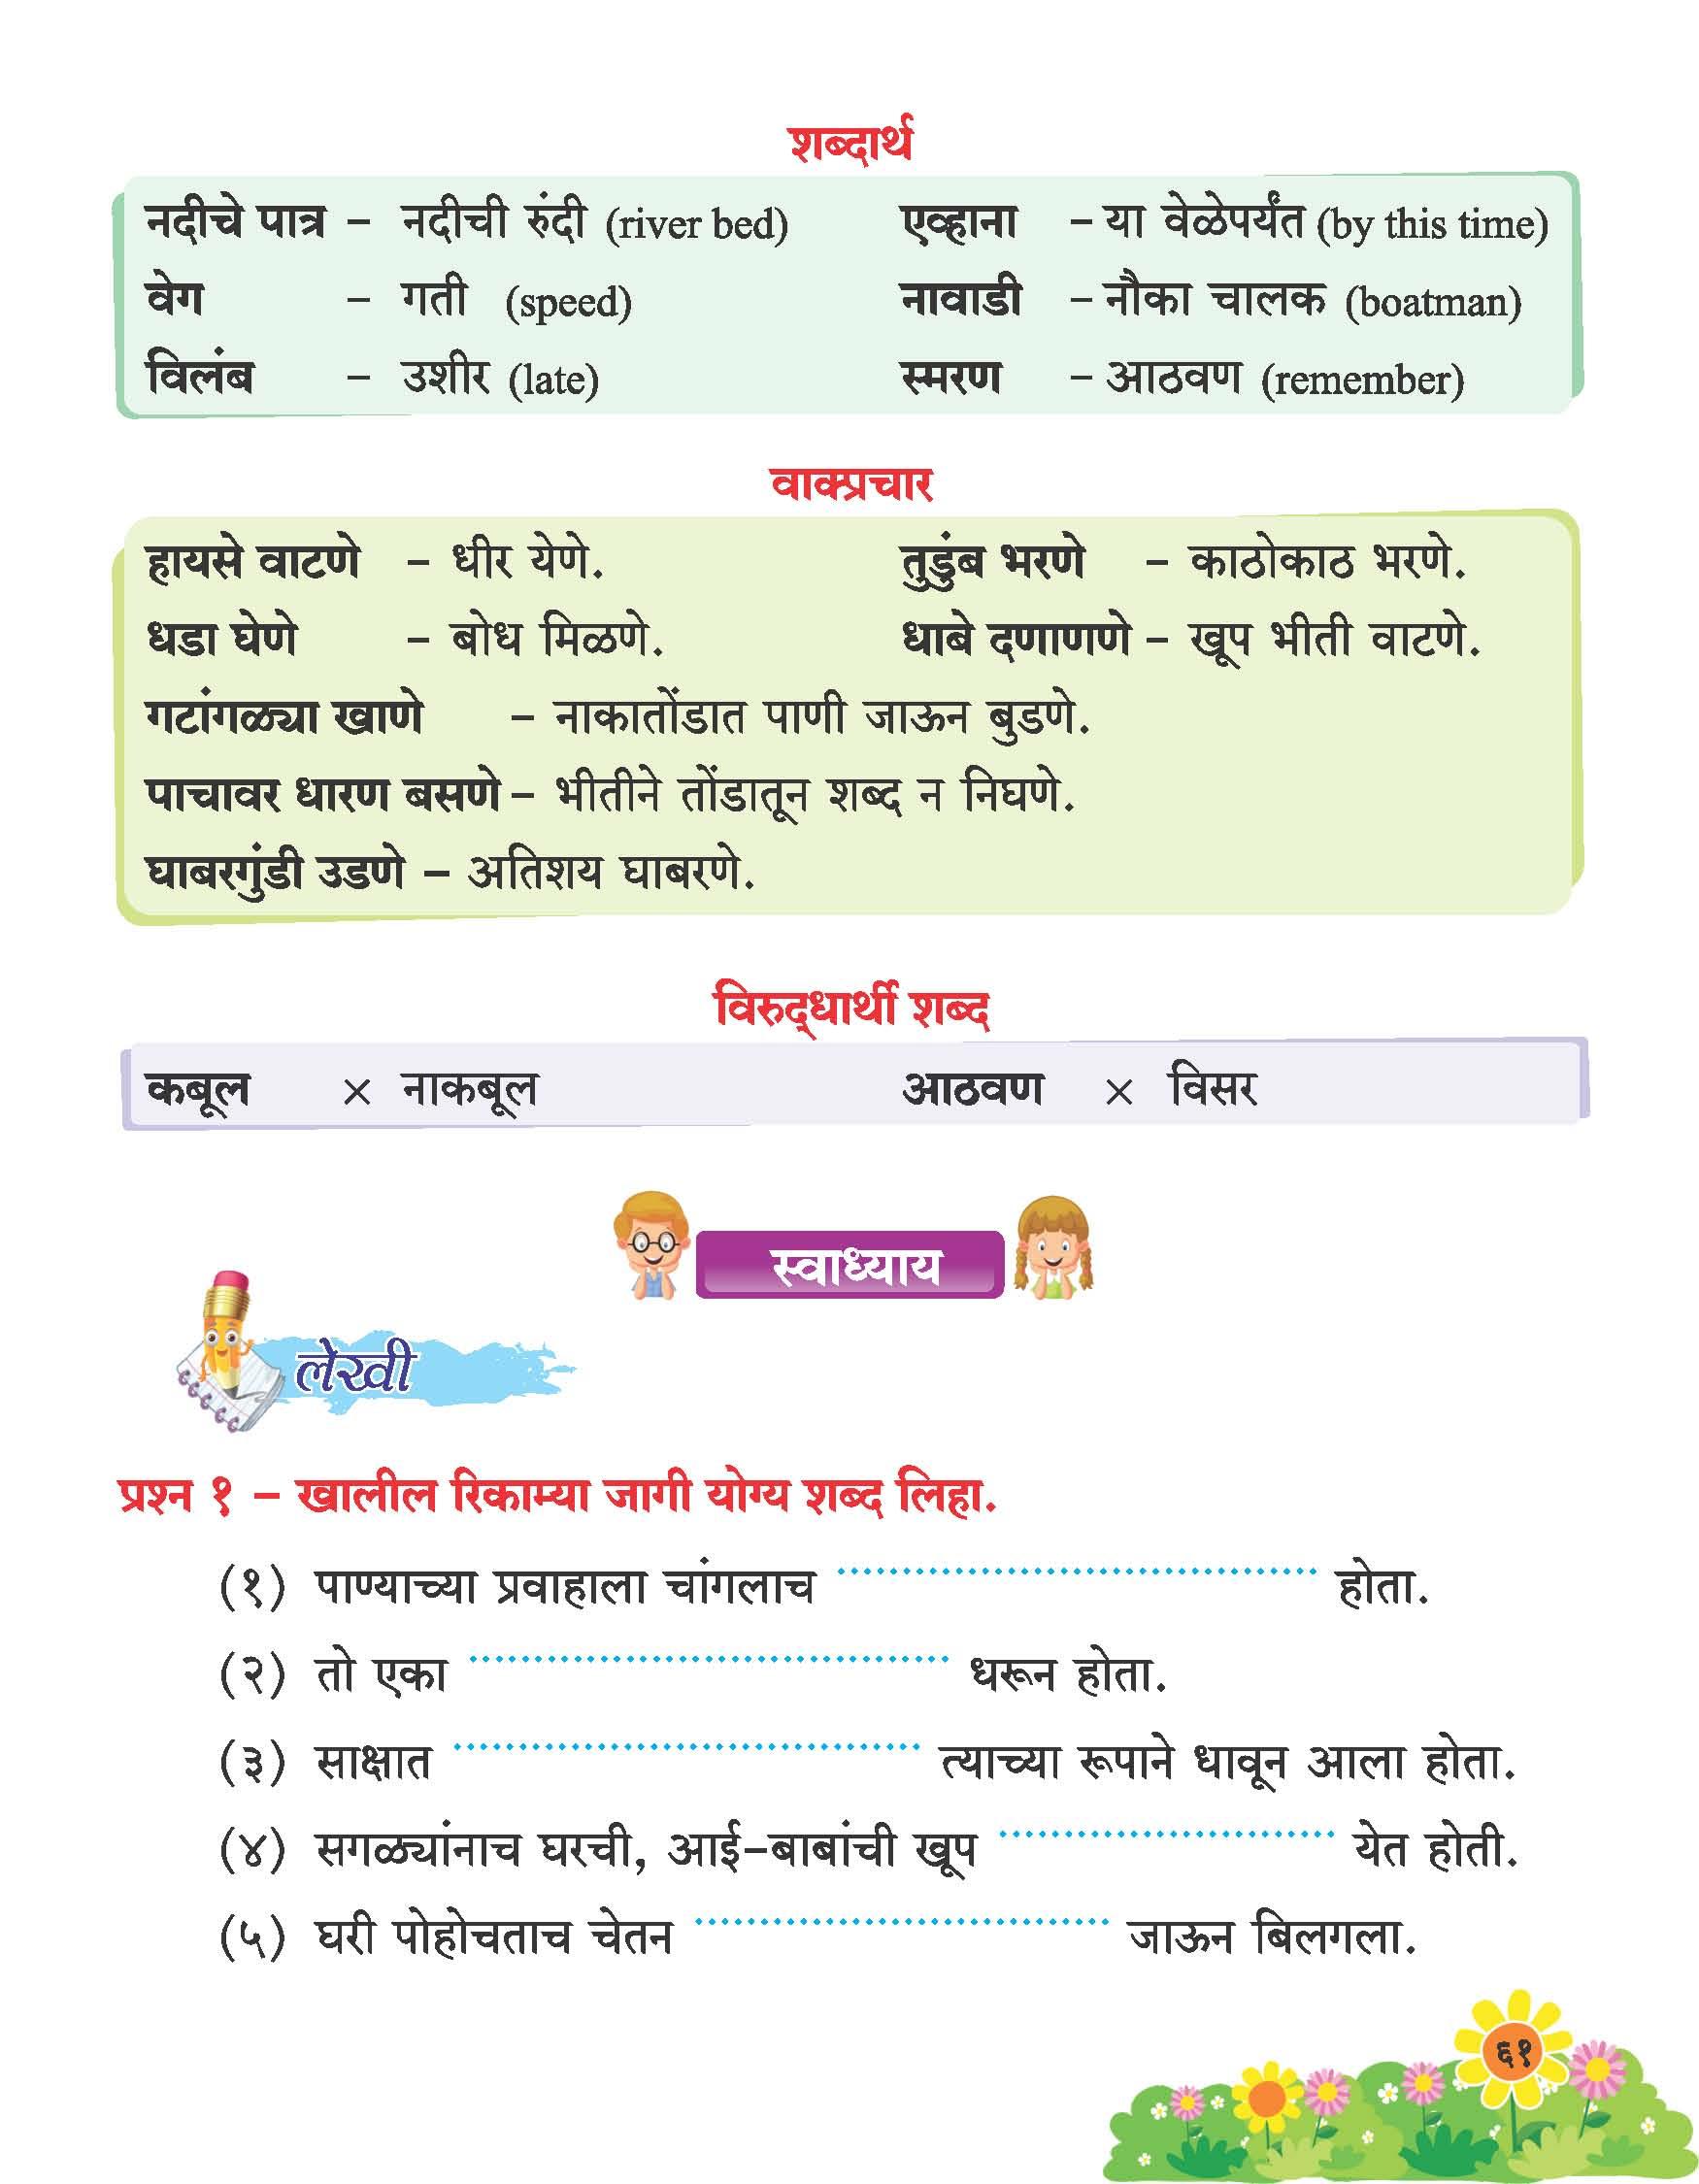 शब्दार्थ
नदीचे पात्र – नदीची रुंदी (river bed) एव्हाना – या वेळेपर्यंत (by this time)
वेग – गती (speed) नावाडी – नौका चालक (boatman)
विलंब – उशीर (late) स्मरण – आठवण (remember)
वाक्प्रचार
हायसे वाटणे – धीर येणे. तुडुंब भरणे – काठोकाठ भरणे.
धडा घेणे – बोध मिळणे. धाबे दणाणणे – खूप भीती वाटणे.
गटांगळ्या खाणे – नाकातोंडात पाणी जाऊन बुडणे.
पाचावर धारण बसणे – भीतीने तोंडातून शब्द न निघणे.
घाबरगुंडी उडणे – अतिशय घाबरणे.
विरुद्धार्थी शब्द
कबूल × नाकबूल आठवण × विसर
स्वाध्याय
लेखी
प्रश्न १ – खालील रिकाम्या जागी योग्य शब्द लिहा.
(१) पाण्याच्या प्रवाहाला चांगलाच .................... होता.
(२) तो एका .................... धरून होता.
(३) साक्षात .................... त्याच्या रूपाने धावून आला होता.
(४) सगळ्यांनाच घरची, आई-बाबांची खूप .................... येत होती.
(५) घरी पोहोचताच चेतन .................... जाऊन बिलगला.
६१